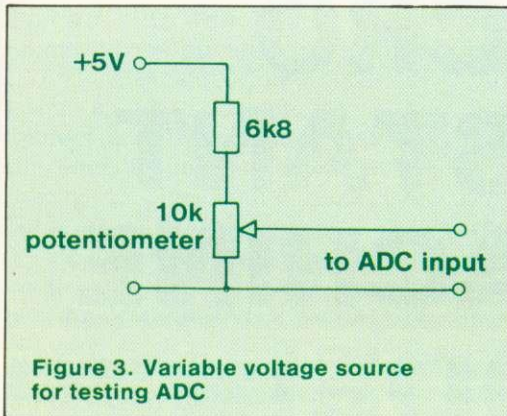 +5V
6k8
10k
potentiometer
to ADC input
Figure 3. Variable voltage source
for testing ADC